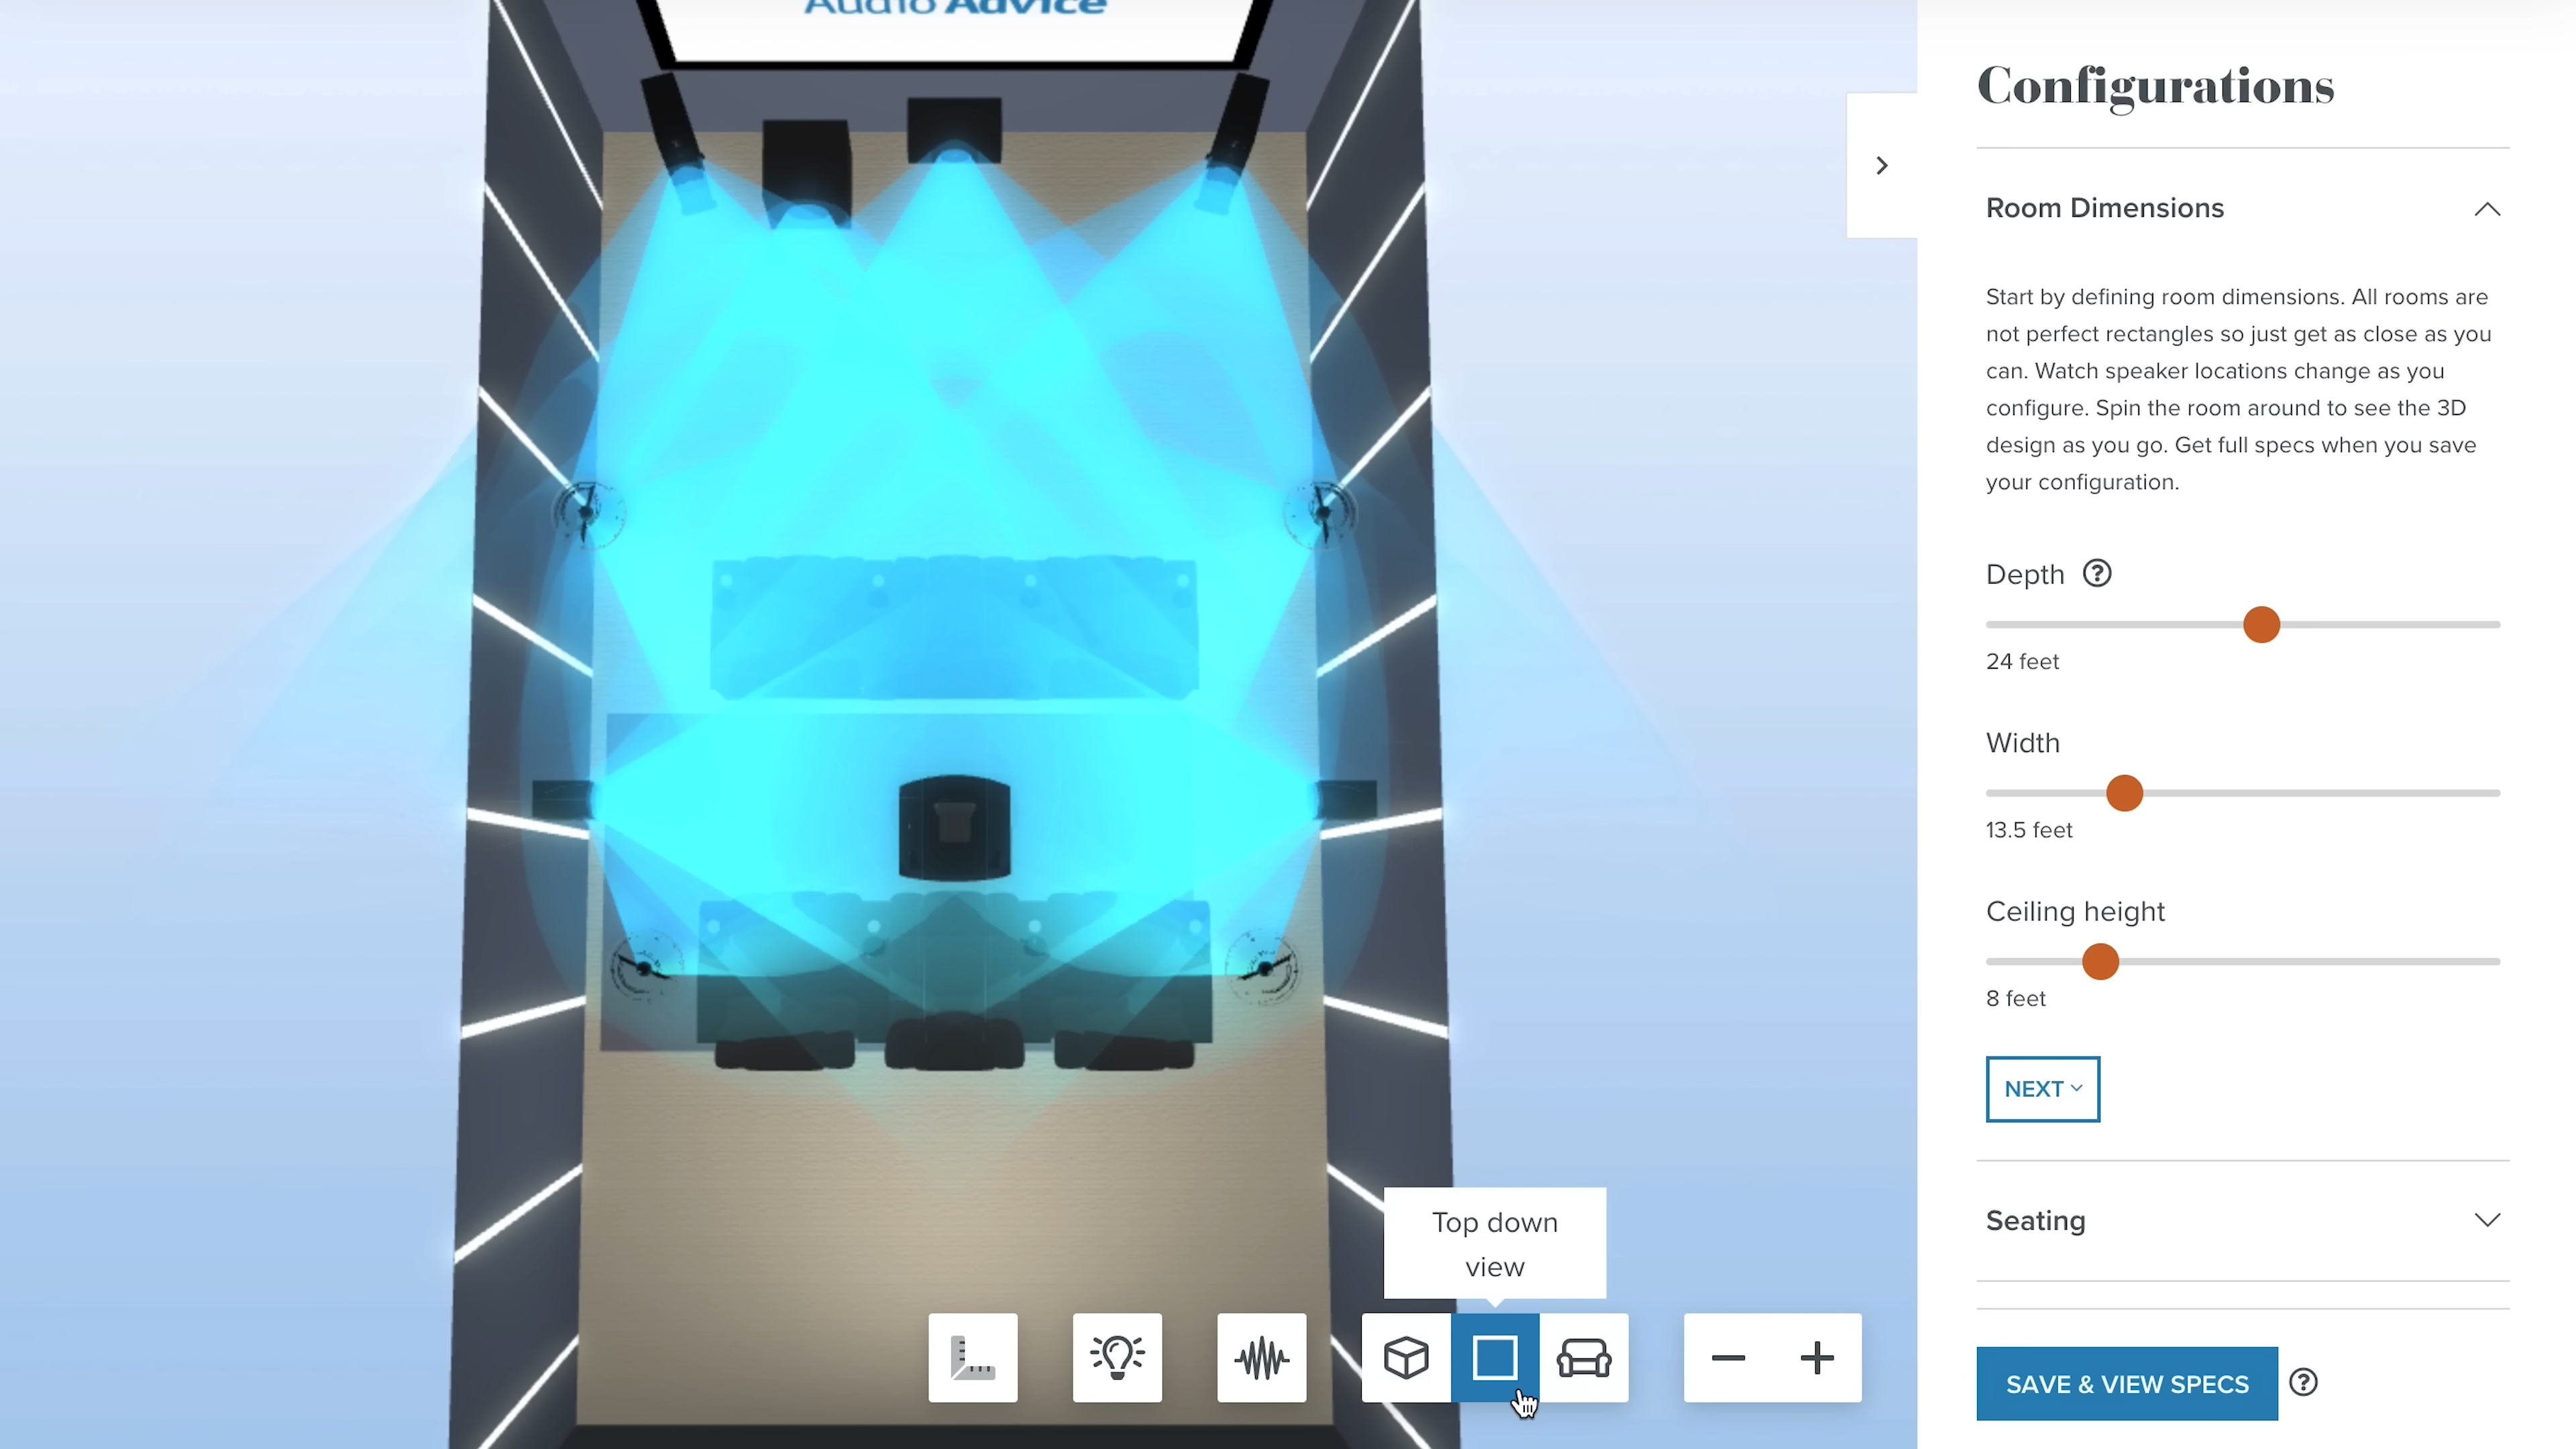 Audio Advice
Configurations
Room Dimensions
Start by defining room dimensions. All rooms are
not perfect rectangles so just get as close as you
can. Watch speaker locations change as you
configure. Spin the room around to see the 3D
design as you go. Get full specs when you save
your configuration.
Depth ?
24 feet
Width
13.5 feet
Ceiling height
8 feet
NEXT
Seating
Top down
view
SAVE & VIEW SPECS ?